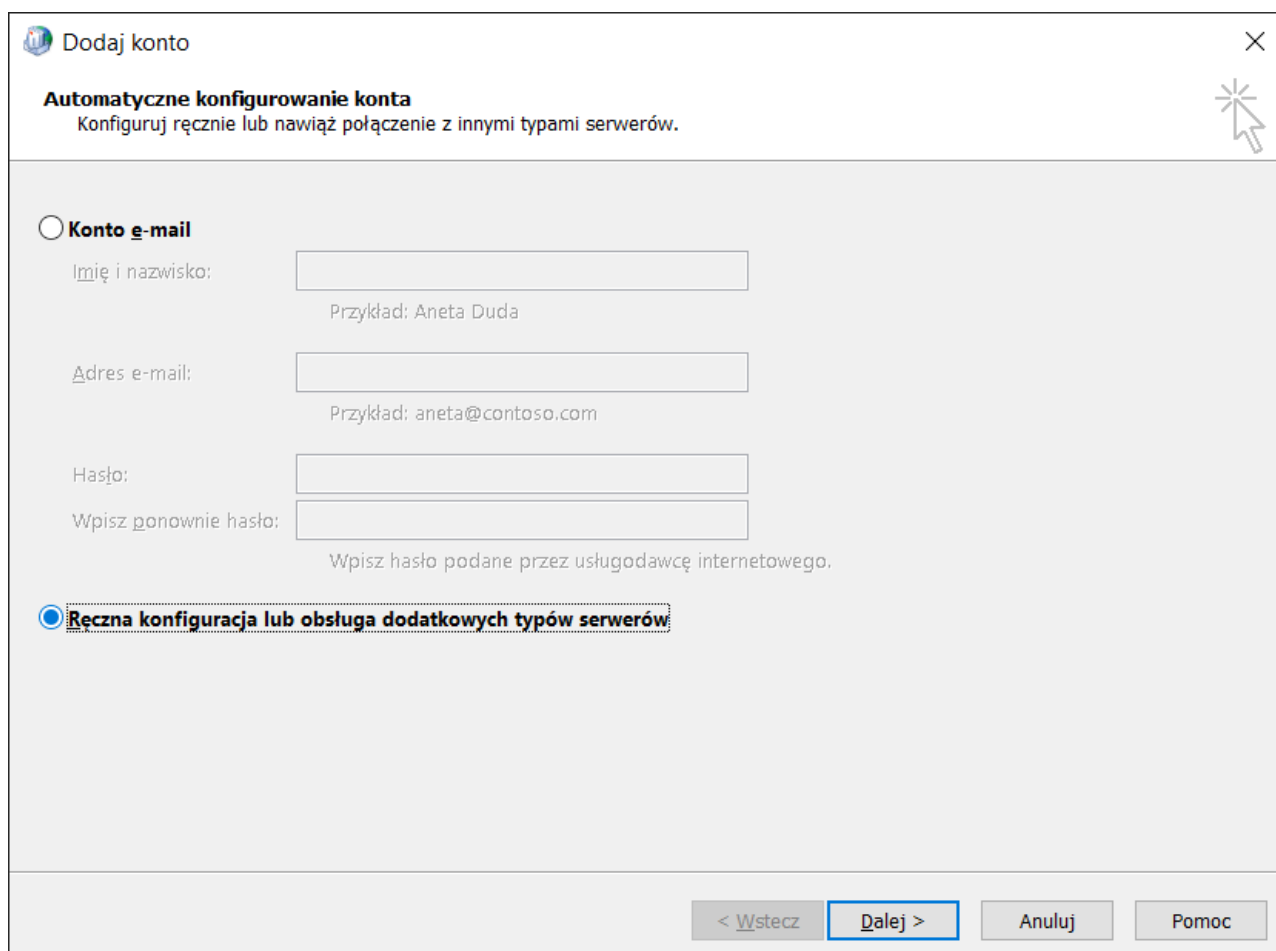 Dodaj konto
Automatyczne konfigurowanie konta
Konfiguruj ręcznie lub nawiąż połączenie z innymi typami serwerów.
Konto e-mail
Imię i nazwisko:
Przykład: Aneta Duda
Adres e-mail:
Przykład: aneta@contoso.com
Hasło:
Wpisz ponownie hasło:
Wpisz hasło podane przez usługodawcę internetowego.
Ręczna konfiguracja lub obsługa dodatkowych typów serwerów
< Wstecz Dalej > Anuluj Pomoc